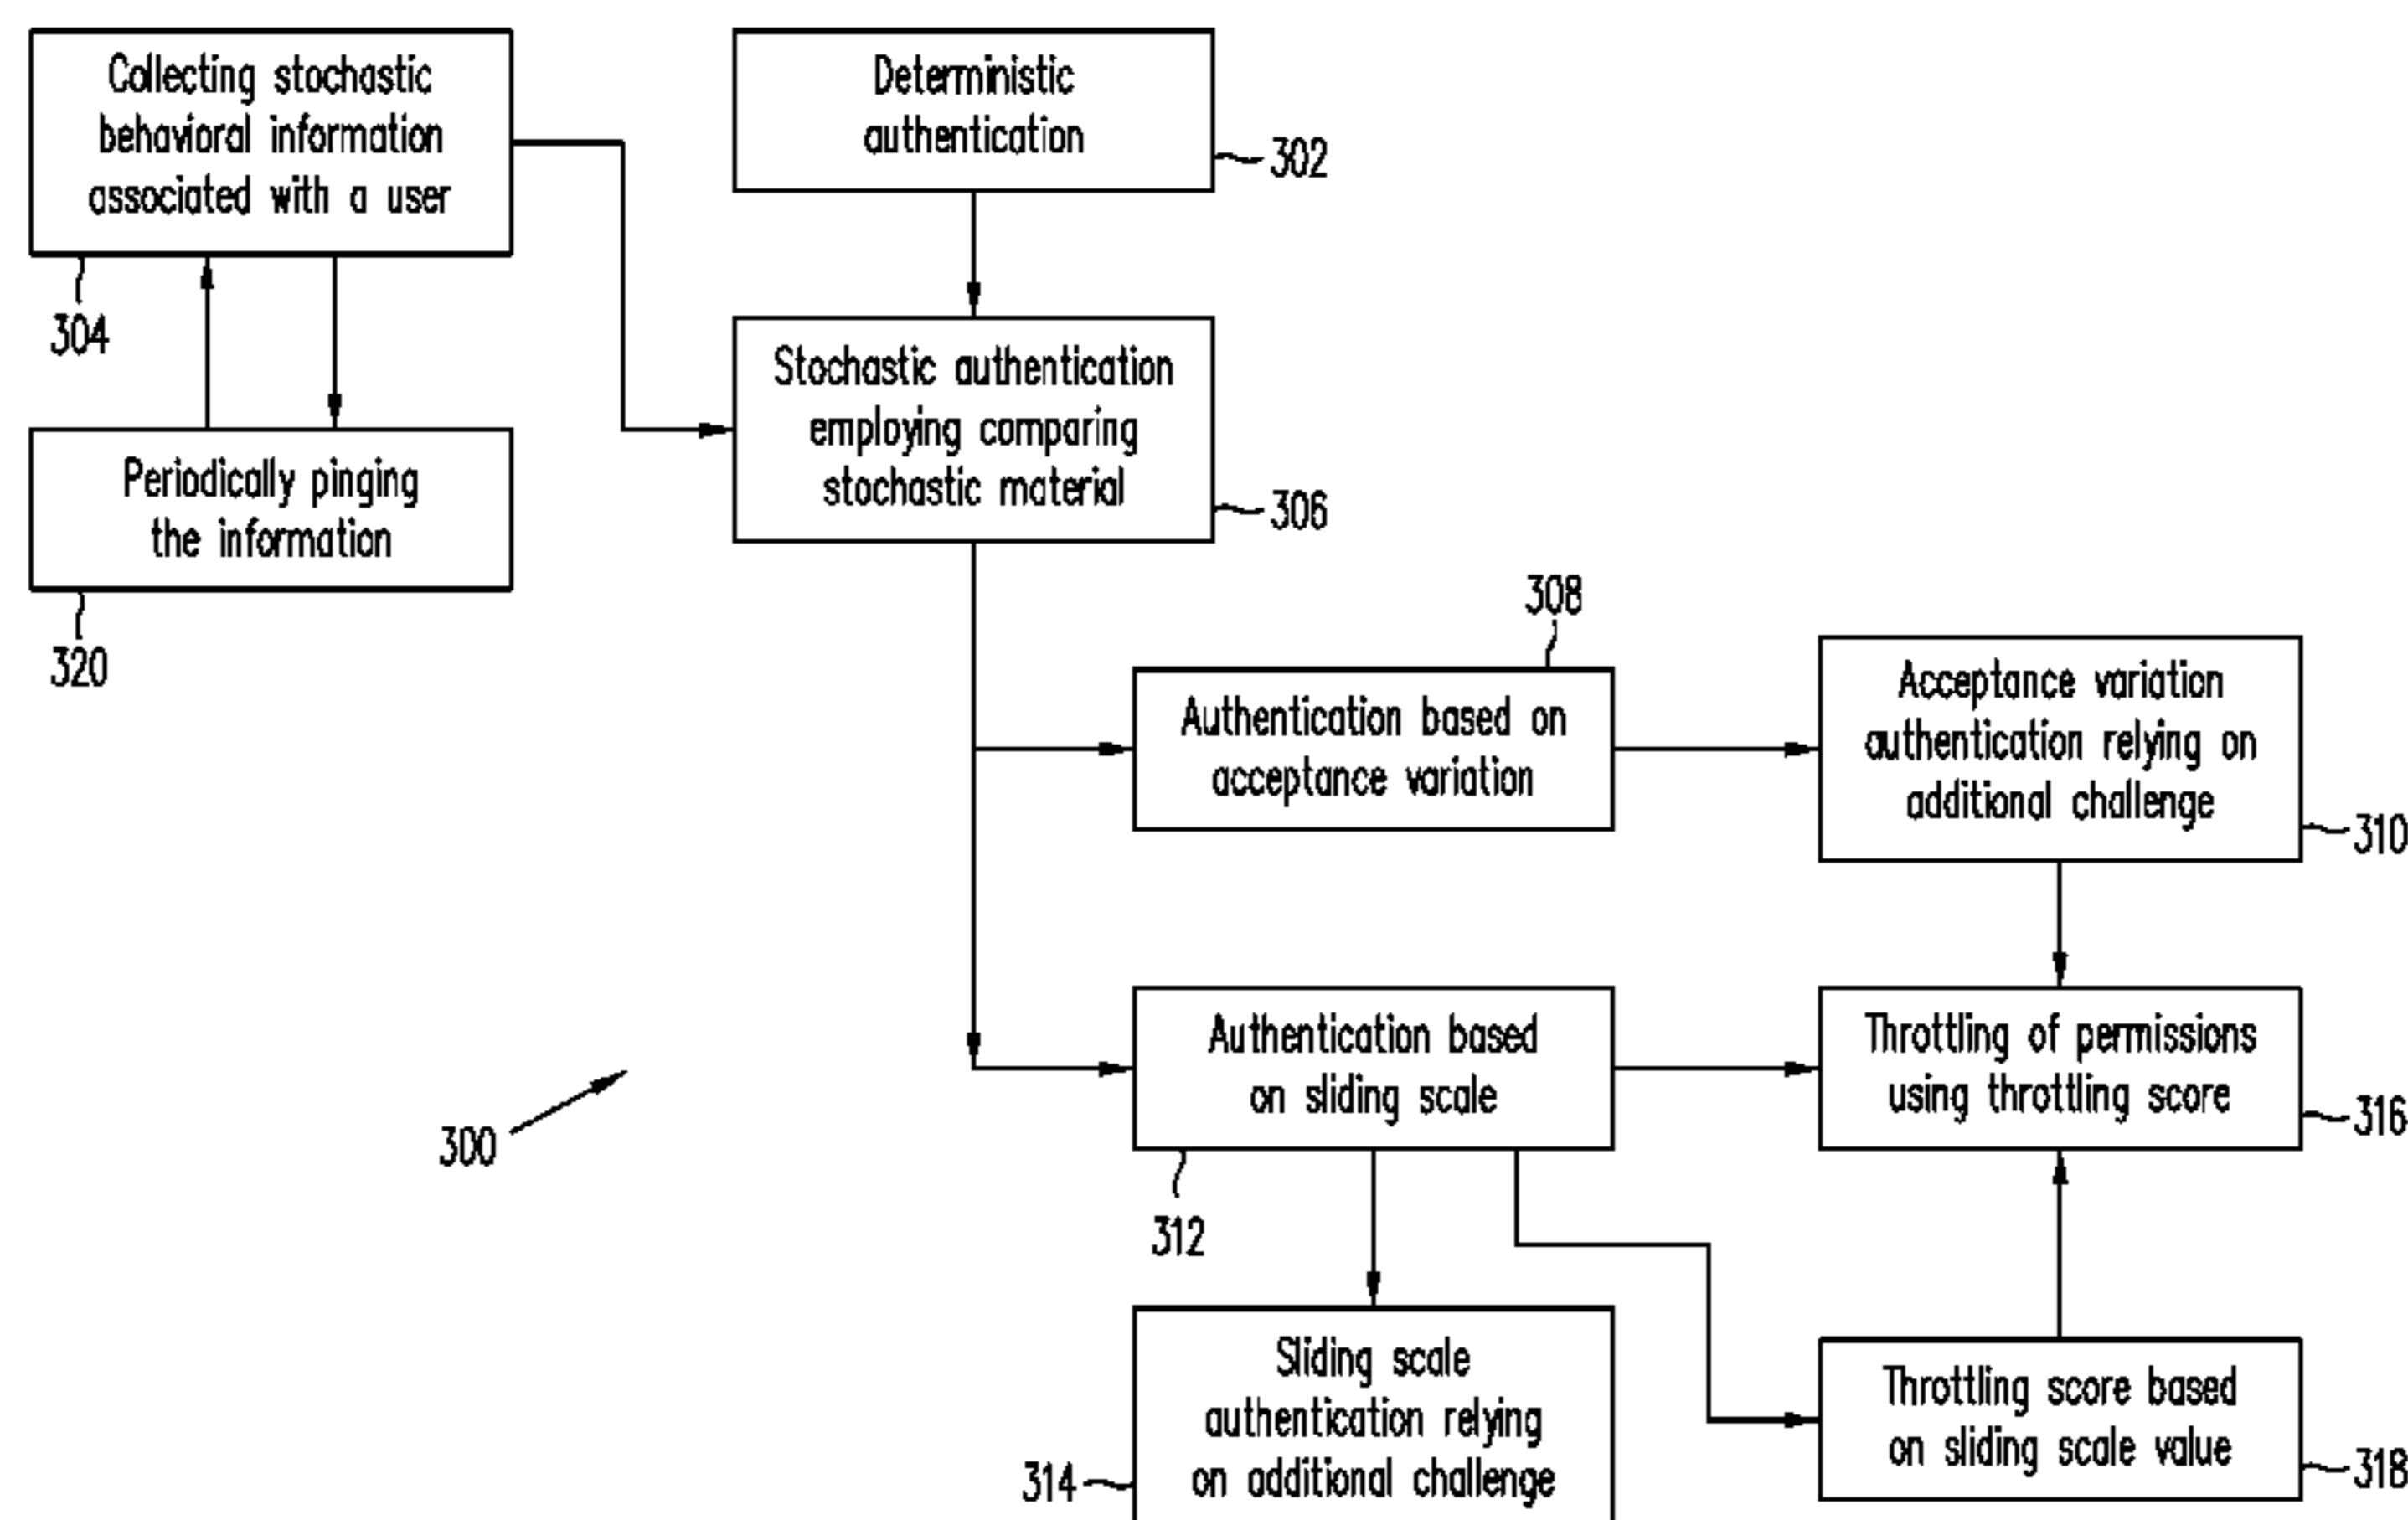 Collecting stochastic
behavioral information
associated with a user
304
Periodically pinging
the information
320
Deterministic
authentication
302
Stochastic authentication
employing comparing
stochastic material
306
308
Authentication based on
acceptance variation
Acceptance variation
authentication relying on
additional challenge
310
Authentication based
on sliding scale
312
Throttling of permissions
using throttling score
316
300
Sliding scale
authentication relying
on additional challenge
314
Throttling score based
on sliding scale value
318